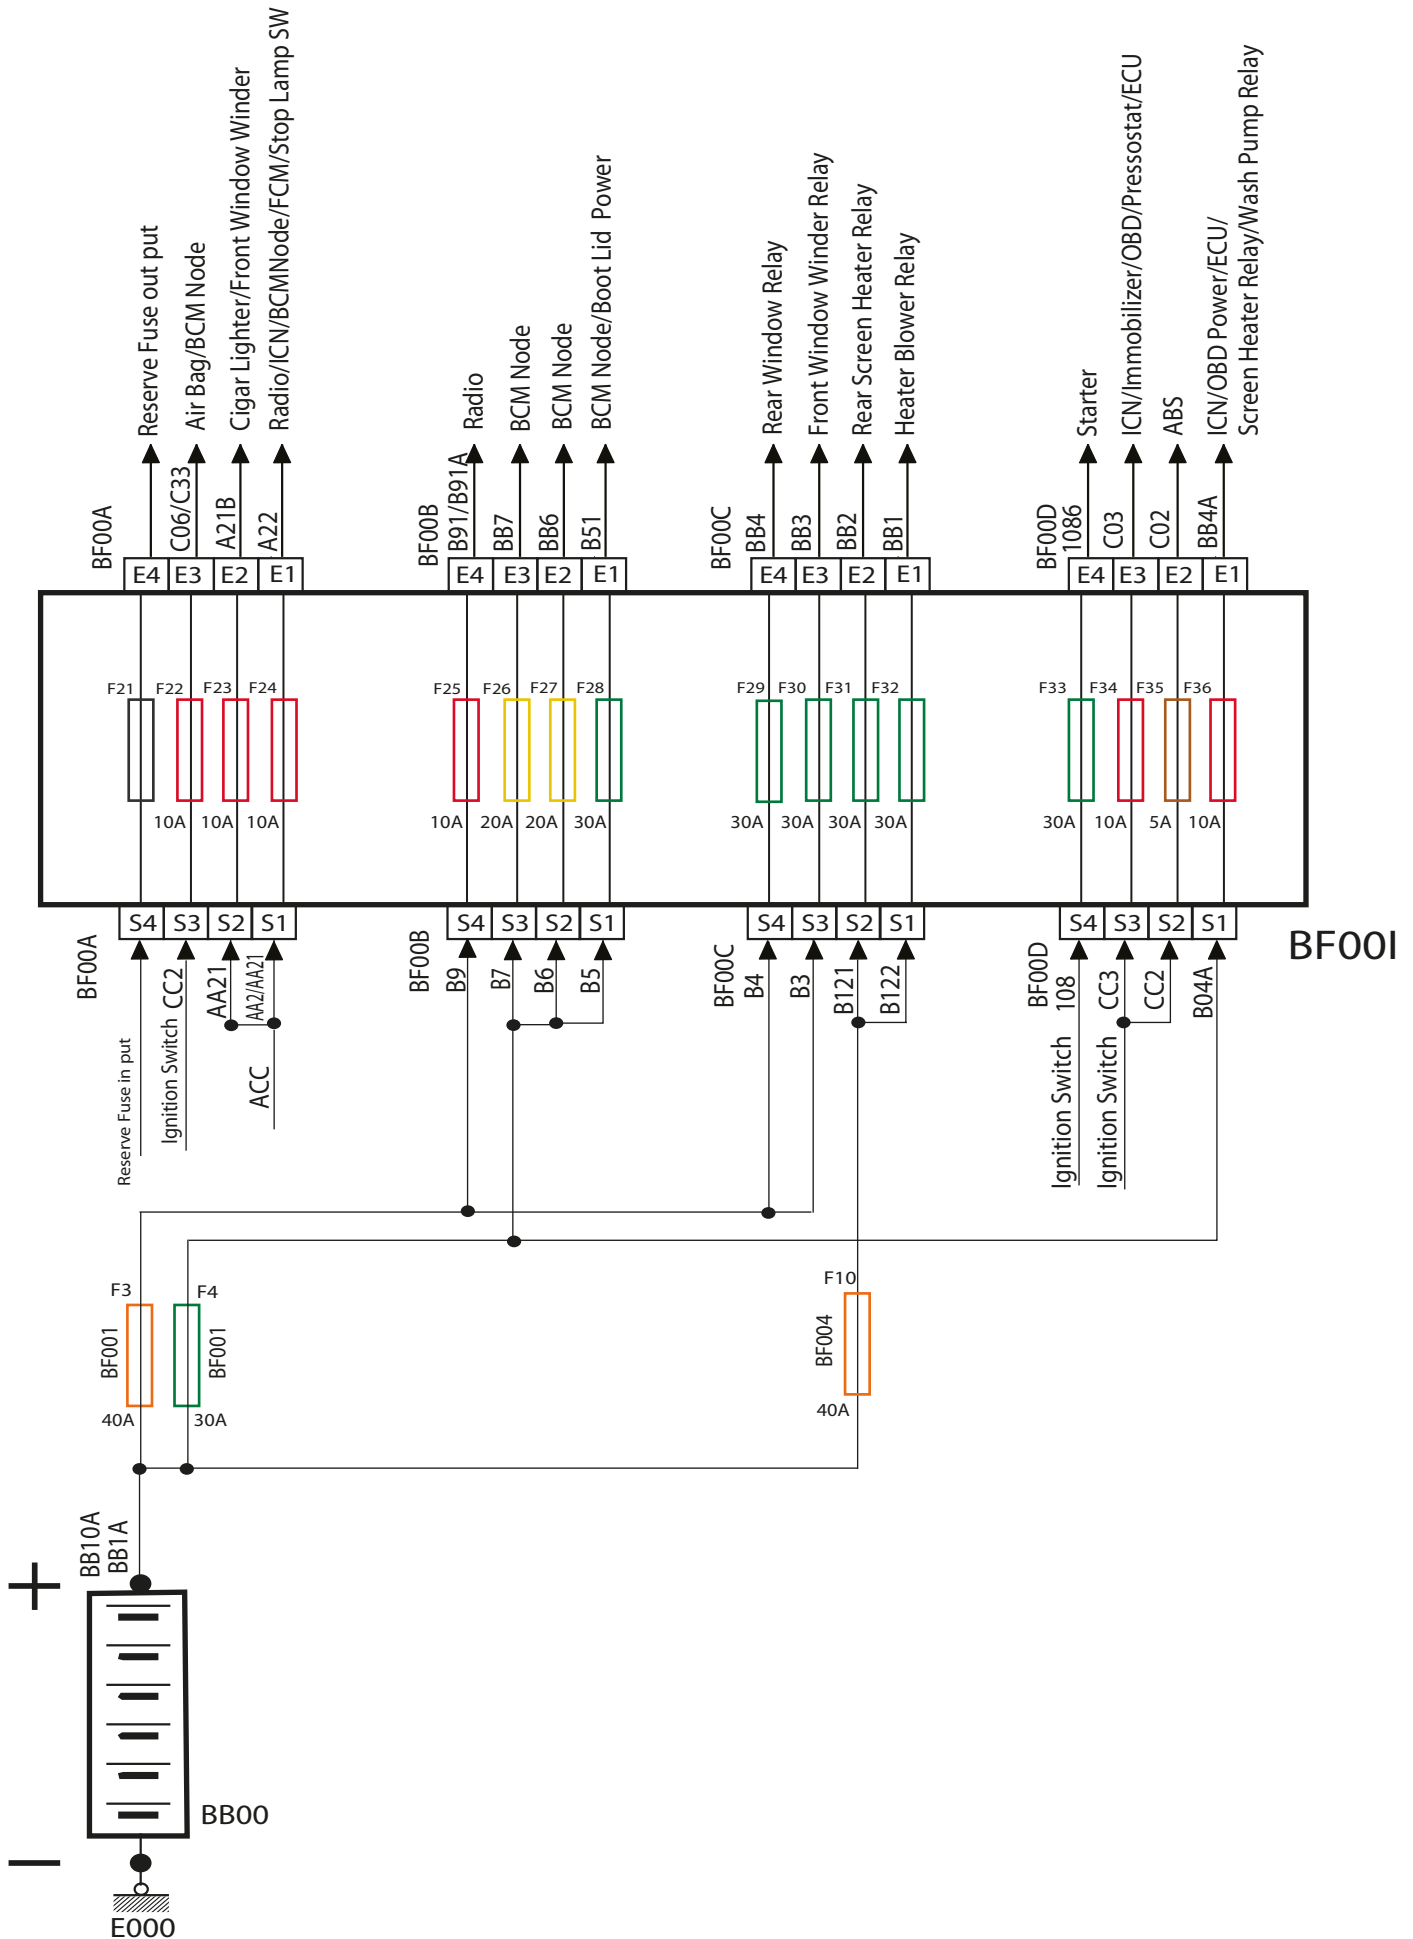 BF00A
Reserve Fuse out put
C06/C33
Air Bag/BCM Node
A21B
Cigar Lighter/Front Window Winder
A22
Radio/ICN/BCMNode/FCM/Stop Lamp SW
BF00B
B91/B91A
Radio
BB7
BCM Node
BB6
BCM Node
B51
BCM Node/Boot Lid Power
BF00C
BB4
Rear Window Relay
BB3
Front Window Winder Relay
BB2
Rear Screen Heater Relay
BB1
Heater Blower Relay
BF00D
1086
Starter
C03
ICN/Immobilizer/OBD/Pressostat/ECU
C02
ABS
BB4A
ICN/OBD Power/ECU/
Screen Heater Relay/Wash Pump Relay
E4 E3 E2 E1
E4 E3 E2 E1
E4 E3 E2 E1
E4 E3 E2 E1
F21 F22 F23 F24
F25 F26 F27 F28
F29 F30 F31 F32
F33 F34 F35 F36
10A 10A 10A
10A 20A 20A 30A
30A 30A 30A 30A
30A 10A 5A 10A
S4 S3 S2 S1
S4 S3 S2 S1
S4 S3 S2 S1
S4 S3 S2 S1
BF00I
BF00A
Reserve Fuse in put
Ignition Switch CC2
AA21
AA2/AA21
ACC
BF00B
B9
B7
B6
B5
BF00C
B4
B3
B121
B122
BF00D
108
Ignition Switch
CC3
Ignition Switch
CC2
B04A
F3
BF001
40A
F4
BF001
30A
F10
BF004
40A
BB10A
BB1A
+
BB00
−
E000